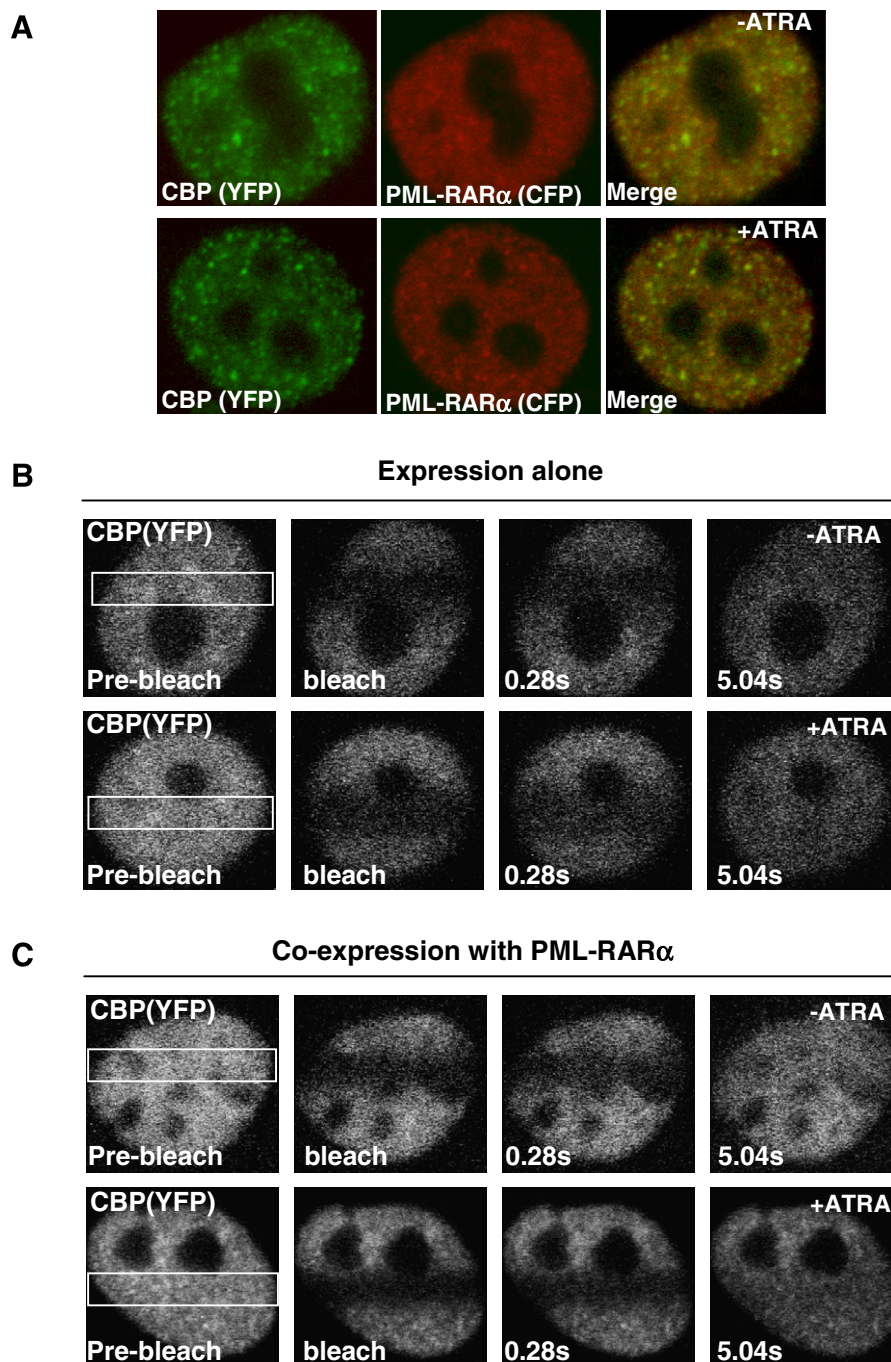 A
-ATRA
CBP (YFP) PML-RARα (CFP) Merge
+ATRA
CBP (YFP) PML-RARα (CFP) Merge
B
Expression alone
CBP(YFP) -ATRA
Pre-bleach bleach 0.28s 5.04s
CBP(YFP) +ATRA
Pre-bleach bleach 0.28s 5.04s
C
Co-expression with PML-RARα
CBP(YFP) -ATRA
Pre-bleach bleach 0.28s 5.04s
CBP(YFP) +ATRA
Pre-bleach bleach 0.28s 5.04s